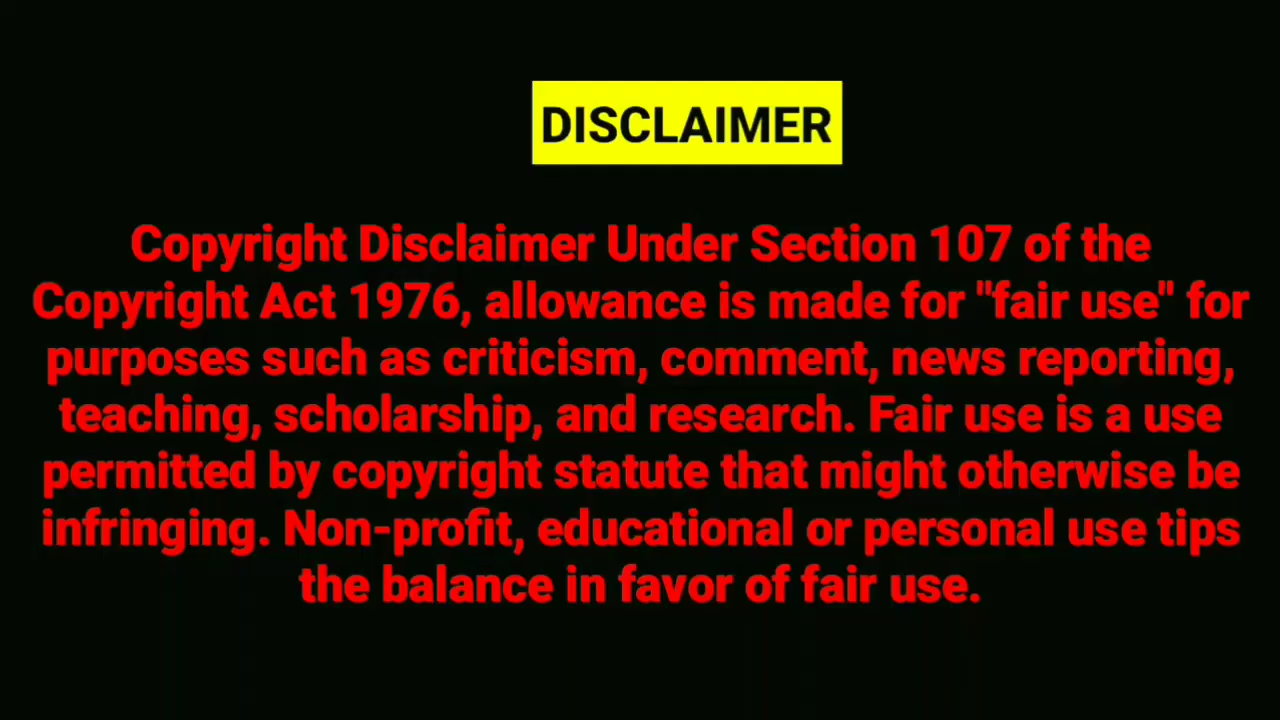 DISCLAIMER
Copyright Disclaimer Under Section 107 of the
Copyright Act 1976, allowance is made for "fair use" for
purposes such as criticism, comment, news reporting,
teaching, scholarship, and research. Fair use is a use
permitted by copyright statute that might otherwise be
infringing. Non-profit, educational or personal use tips
the balance in favor of fair use.